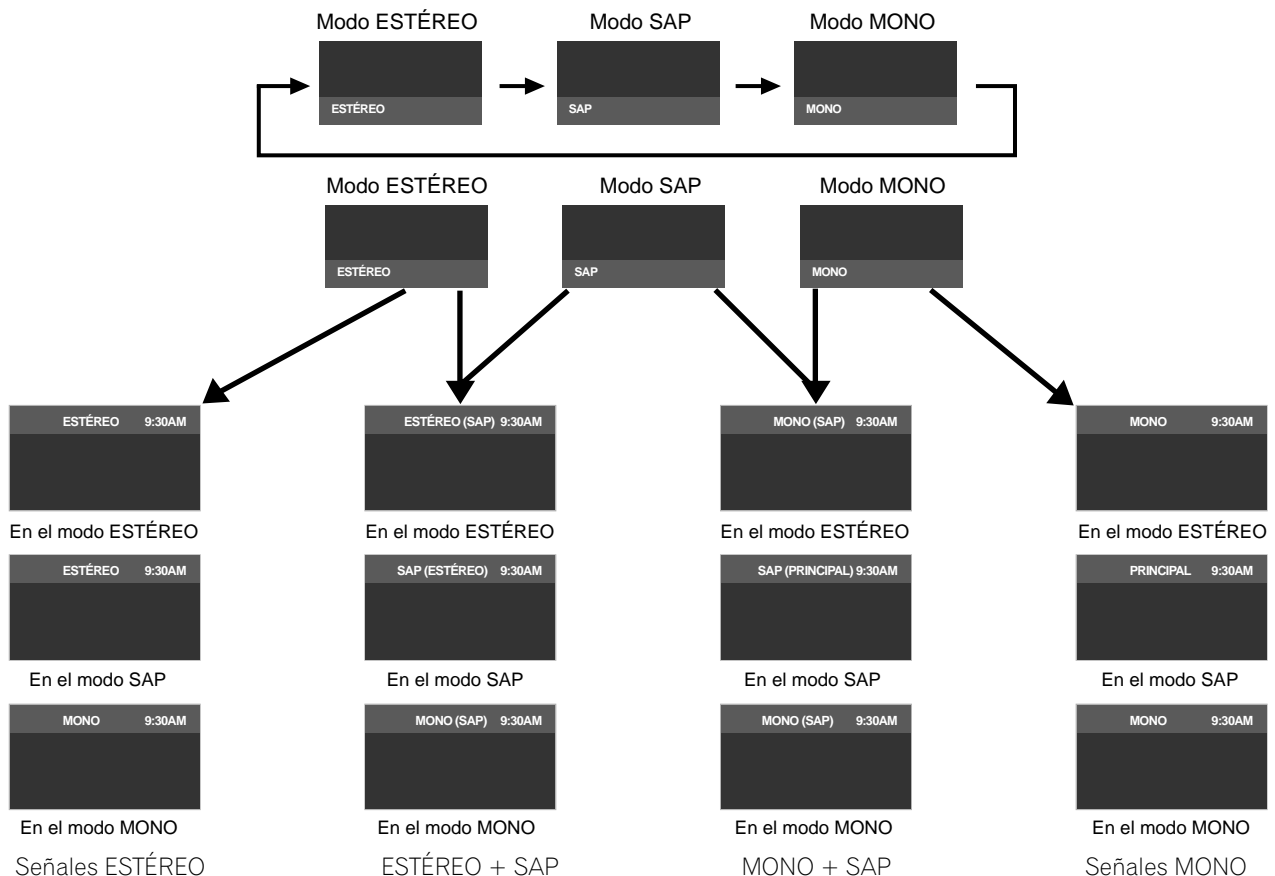 Modo ESTÉREO Modo SAP Modo MONO
ESTÉREO SAP MONO
Modo ESTÉREO Modo SAP Modo MONO
ESTÉREO SAP MONO
ESTÉREO 9:30AM ESTÉREO (SAP) 9:30AM MONO (SAP) 9:30AM MONO 9:30AM
En el modo ESTÉREO En el modo ESTÉREO En el modo ESTÉREO En el modo ESTÉREO
ESTÉREO 9:30AM SAP (ESTÉREO) 9:30AM SAP (PRINCIPAL) 9:30AM PRINCIPAL 9:30AM
En el modo SAP En el modo SAP En el modo SAP En el modo SAP
MONO 9:30AM MONO (SAP) 9:30AM MONO (SAP) 9:30AM MONO 9:30AM
En el modo MONO En el modo MONO En el modo MONO En el modo MONO
Señales ESTÉREO ESTÉREO + SAP MONO + SAP Señales MONO